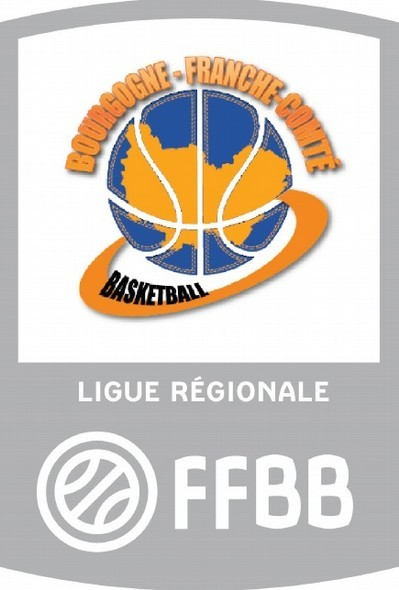 BOURGOGNE - FRANCHE-COMTÉ
BASKETBALL
LIGUE RÉGIONALE
FFBB